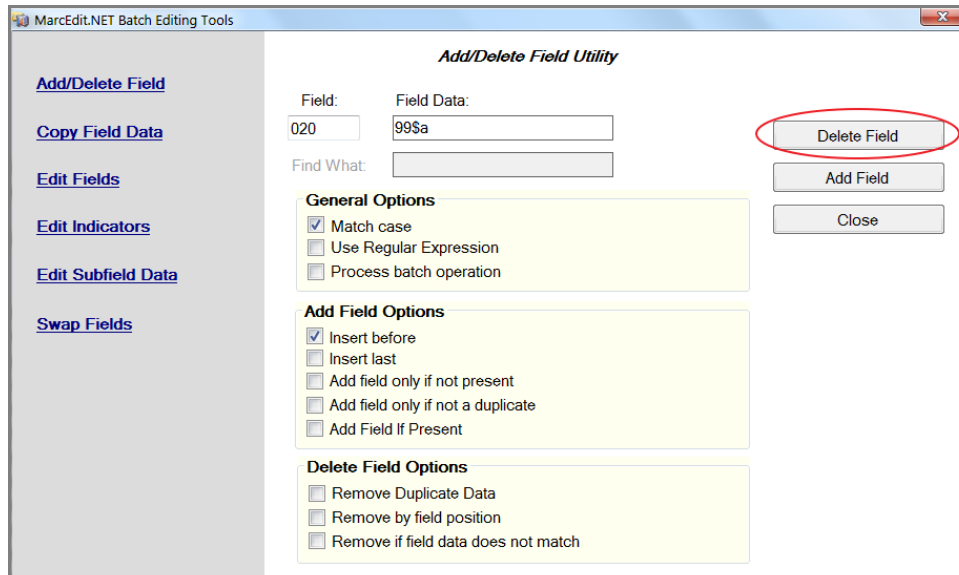 MarcEdit.NET Batch Editing Tools
Add/Delete Field Utility
Add/Delete Field
Copy Field Data
Edit Fields
Edit Indicators
Edit Subfield Data
Swap Fields
Field: Field Data:
020 99$a
Find What:
Delete Field
Add Field
Close
General Options
Match case
Use Regular Expression
Process batch operation
Add Field Options
Insert before
Insert last
Add field only if not present
Add field only if not a duplicate
Add Field If Present
Delete Field Options
Remove Duplicate Data
Remove by field position
Remove if field data does not match